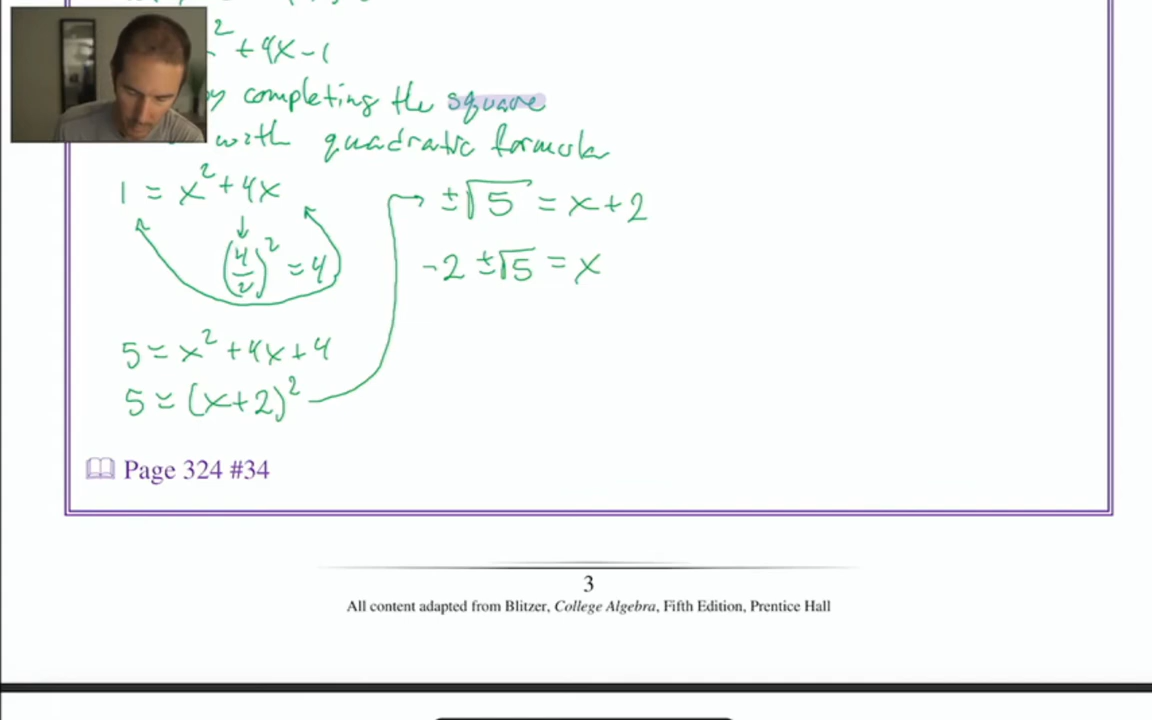 ² + 4x - 1
by completing the square
with quadratic formula
1 = x² + 4x
(4/2)² = 4
5 = x² + 4x + 4
5 = (x+2)²
±√5 = x + 2
-2 ±√5 = x
Page 324 #34
3
All content adapted from Blitzer, College Algebra, Fifth Edition, Prentice Hall